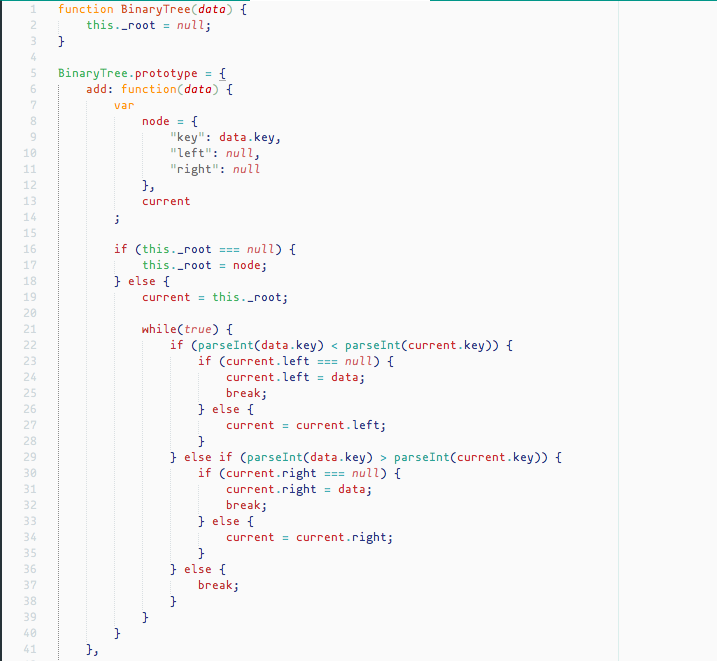 1 function BinaryTree(data) {
2     this._root = null;
3 }
4
5 BinaryTree.prototype = {
6     add: function(data) {
7         var
8             node = {
9                 "key": data.key,
10                 "left": null,
11                 "right": null
12             },
13             current
14         ;
15
16         if (this._root === null) {
17             this._root = node;
18         } else {
19             current = this._root;
20
21             while(true) {
22                 if (parseInt(data.key) < parseInt(current.key)) {
23                     if (current.left === null) {
24                         current.left = data;
25                         break;
26                     } else {
27                         current = current.left;
28                     }
29                 } else if (parseInt(data.key) > parseInt(current.key)) {
30                     if (current.right === null) {
31                         current.right = data;
32                         break;
33                     } else {
34                         current = current.right;
35                     }
36                 } else {
37                     break;
38                 }
39             }
40         }
41     },